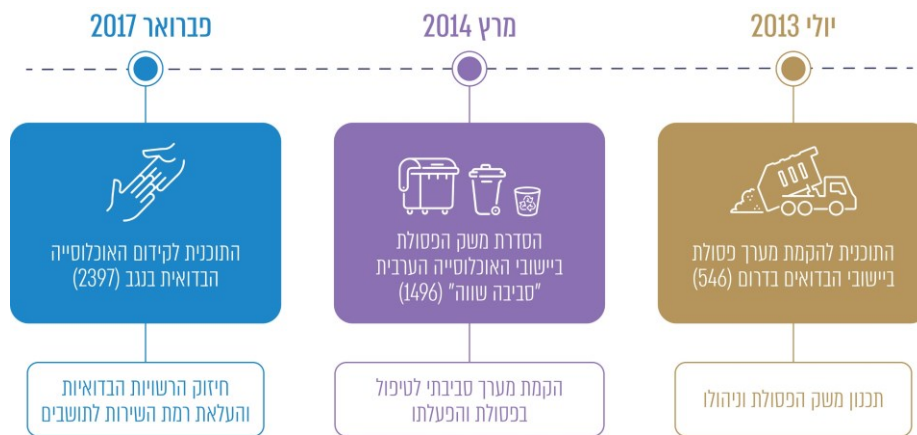 יולי 2013
מרץ 2014
פברואר 2017
התוכנית להקמת מערך פסולת
ביישובי הבדואים בדרום (546)
הסדרת משק הפסולת
ביישובי האוכלוסייה הערבית
"סביבה שווה" (1496)
התוכנית לקידום האוכלוסייה
הבדואית בנגב (2397)
תכנון משק הפסולת וניהולו
הקמת מערך סביבתי לטיפול
בפסולת והפעלתו
חיזוק הרשויות הבדואיות
והעלאת רמת השירות לתושבים